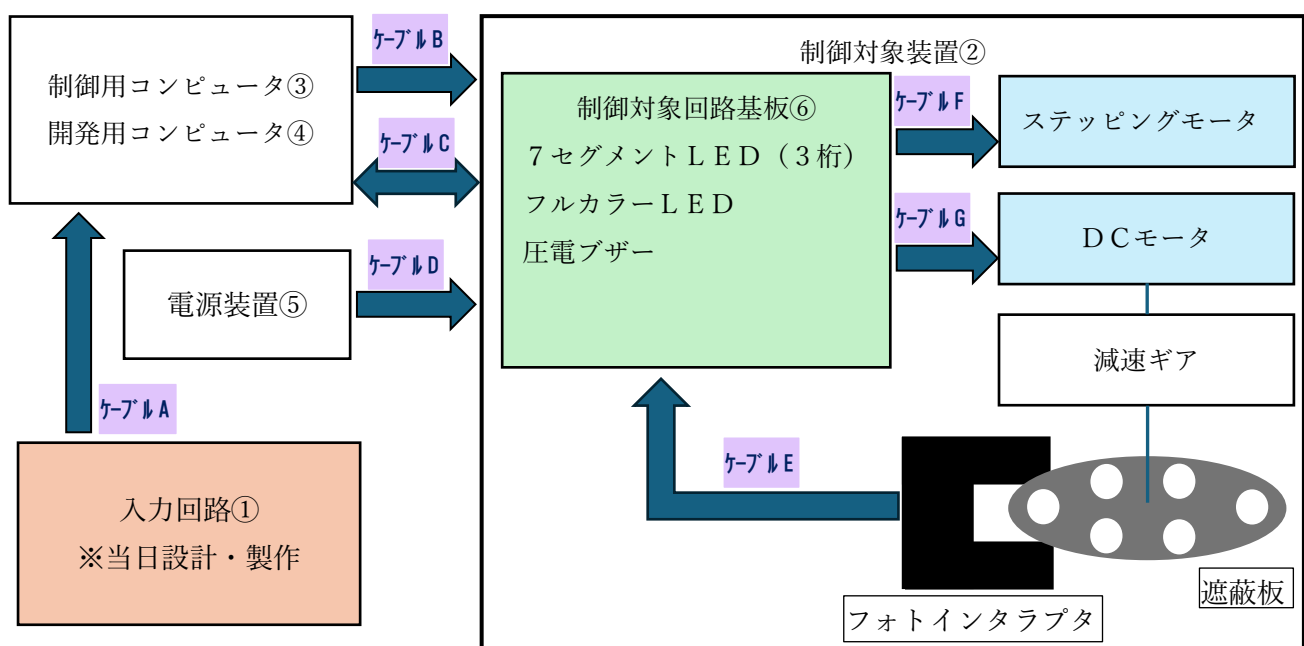 制御用コンピュータ③
開発用コンピュータ④
ｹｰﾌﾞﾙB
ｹｰﾌﾞﾙC
電源装置⑤
ｹｰﾌﾞﾙD
ｹｰﾌﾞﾙA
入力回路①
※当日設計・製作
制御対象装置②
制御対象回路基板⑥
７セグメントＬＥＤ（３桁）
フルカラーＬＥＤ
圧電ブザー
ｹｰﾌﾞﾙF
ステッピングモータ
ｹｰﾌﾞﾙG
ＤＣモータ
減速ギア
ｹｰﾌﾞﾙE
遮蔽板
フォトインタラプタ